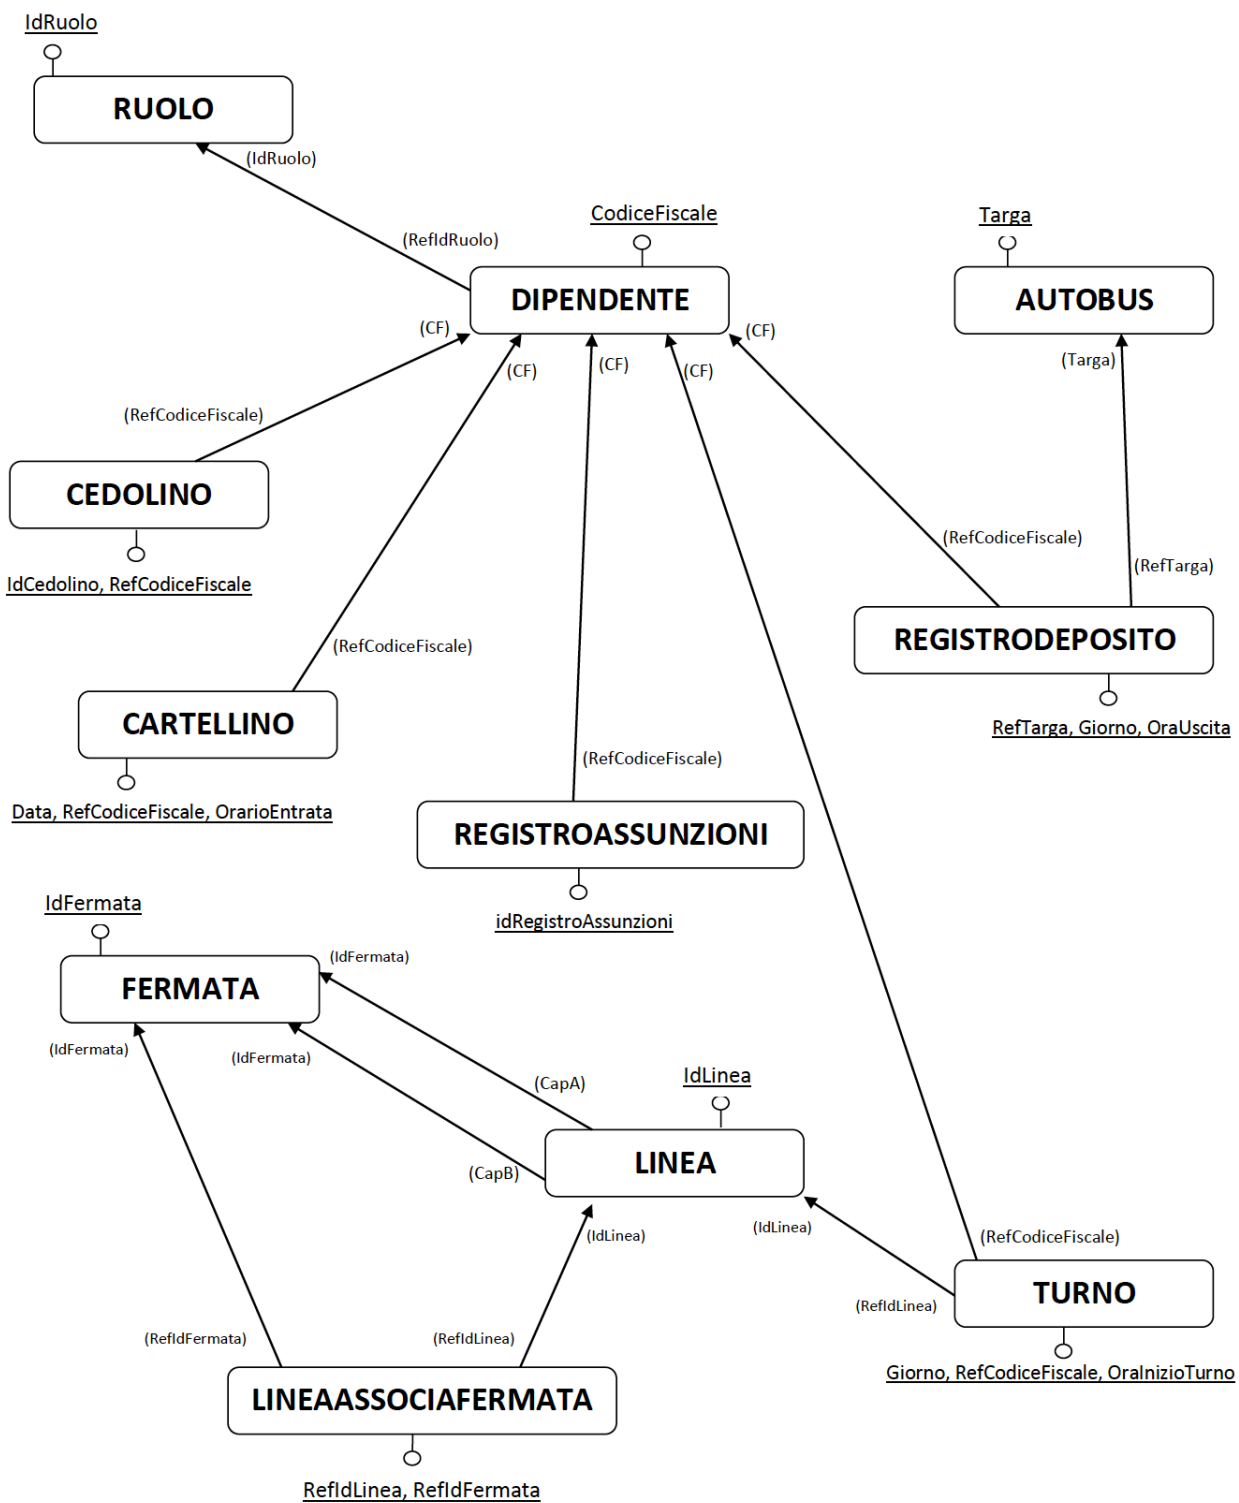 IdRuolo
RUOLO
(IdRuolo)
(RefIdRuolo)
CodiceFiscale
DIPENDENTE
Targa
AUTOBUS
(CF)
(CF)
(CF)
(CF)
(CF)
(Targa)
(RefCodiceFiscale)
CEDOLINO
IdCedolino, RefCodiceFiscale
(RefCodiceFiscale)
(RefTarga)
REGISTRODEPOSITO
RefTarga, Giorno, OraUscita
(RefCodiceFiscale)
CARTELLINO
Data, RefCodiceFiscale, OrarioEntrata
(RefCodiceFiscale)
REGISTROASSUNZIONI
idRegistroAssunzioni
IdFermata
FERMATA
(IdFermata)
(IdFermata)
(IdFermata)
(CapA)
(CapB)
IdLinea
LINEA
(IdLinea)
(IdLinea)
(RefCodiceFiscale)
(RefIdLinea)
TURNO
Giorno, RefCodiceFiscale, OraInizioTurno
(RefIdFermata)
(RefIdLinea)
LINEAASSOCIAFERMATA
RefIdLinea, RefIdFermata